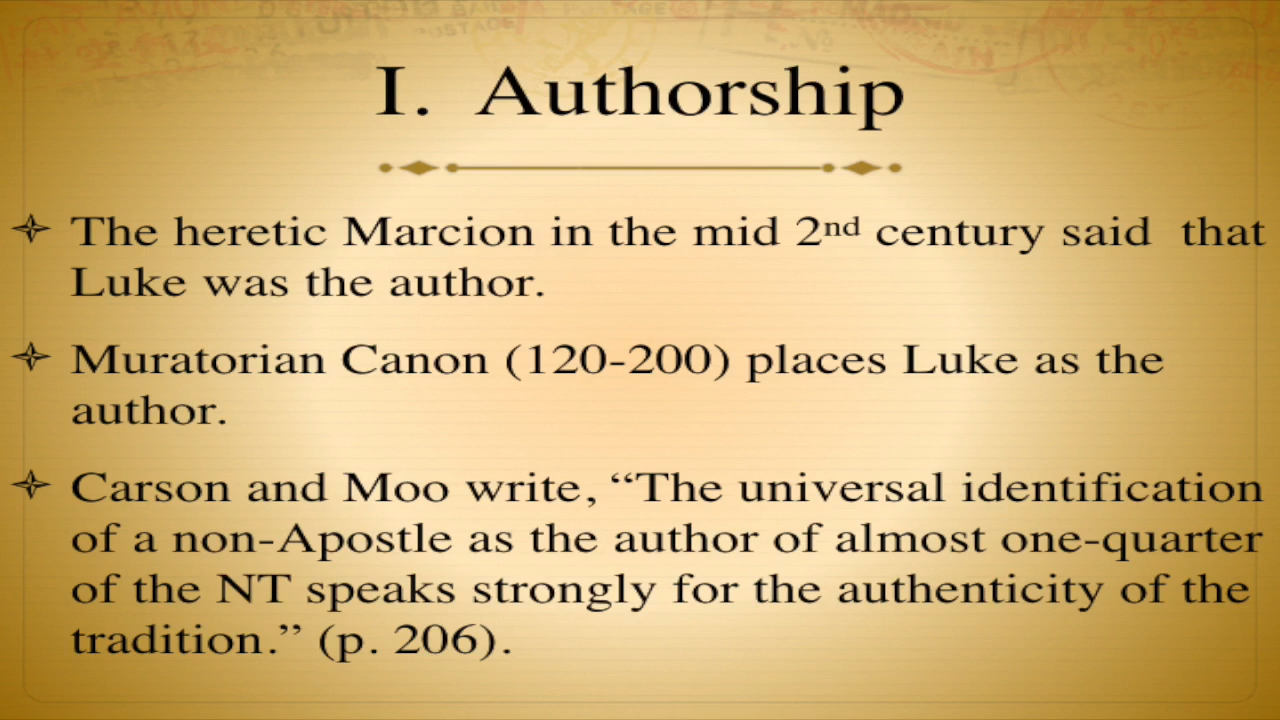 I. Authorship
The heretic Marcion in the mid 2nd century said that
Luke was the author.
Muratorian Canon (120-200) places Luke as the
author.
Carson and Moo write, “The universal identification
of a non-Apostle as the author of almost one-quarter
of the NT speaks strongly for the authenticity of the
tradition.” (p. 206).